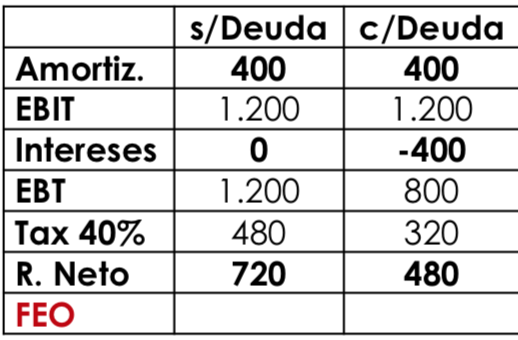 s/Deuda c/Deuda
Amortiz. 400 400
EBIT 1.200 1.200
Intereses 0 -400
EBT 1.200 800
Tax 40% 480 320
R. Neto 720 480
FEO